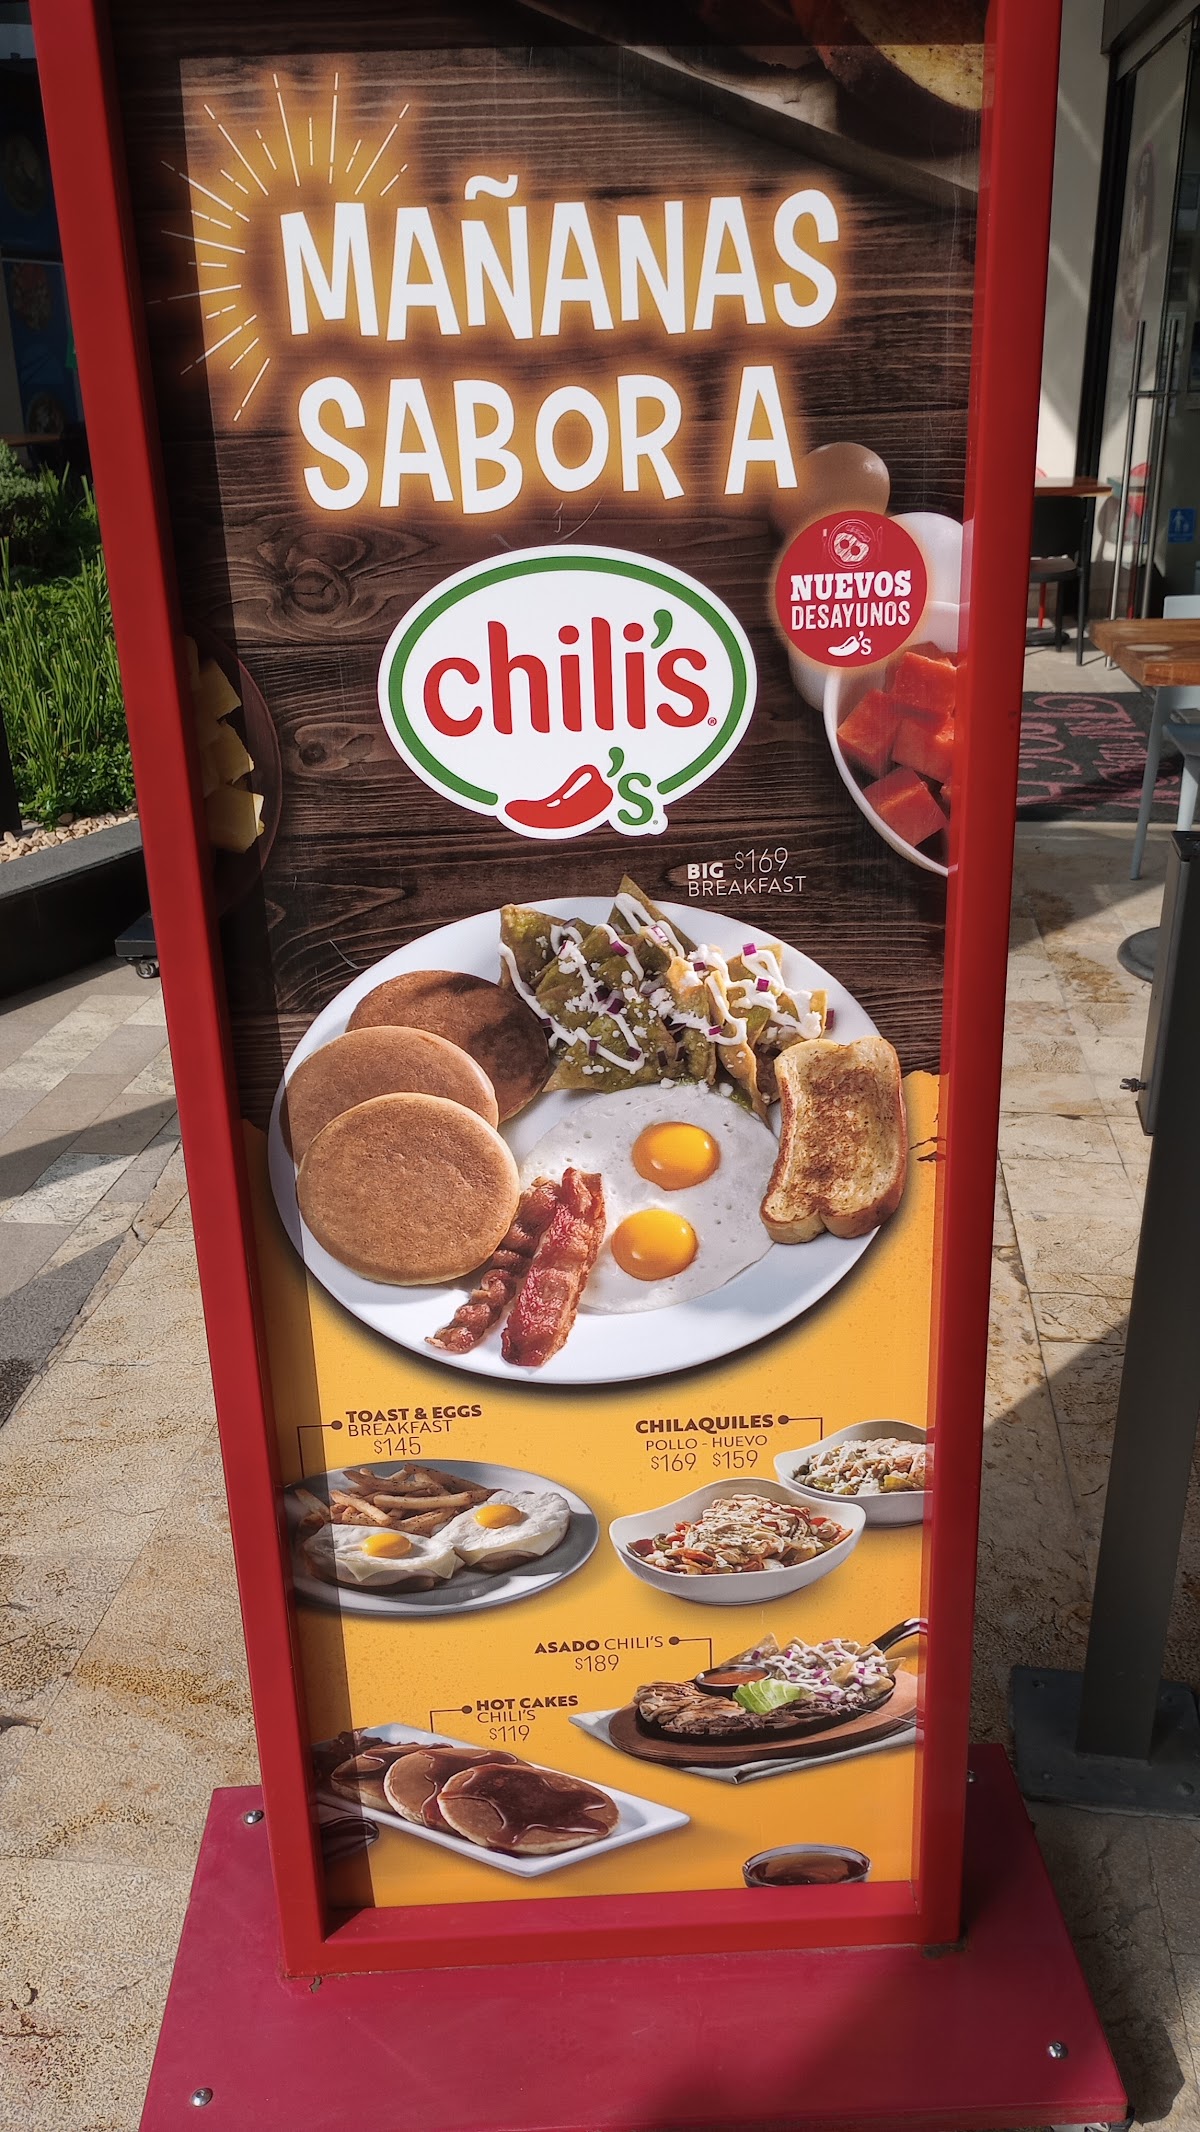 MAÑANAS
SABOR A
chili's®
's
NUEVOS
DESAYUNOS
's
BIG $169
BREAKFAST
TOAST & EGGS
BREAKFAST
$145
CHILAQUILES
POLLO - HUEVO
$169 $159
ASADO CHILI'S
$189
HOT CAKES
CHILI'S
$119